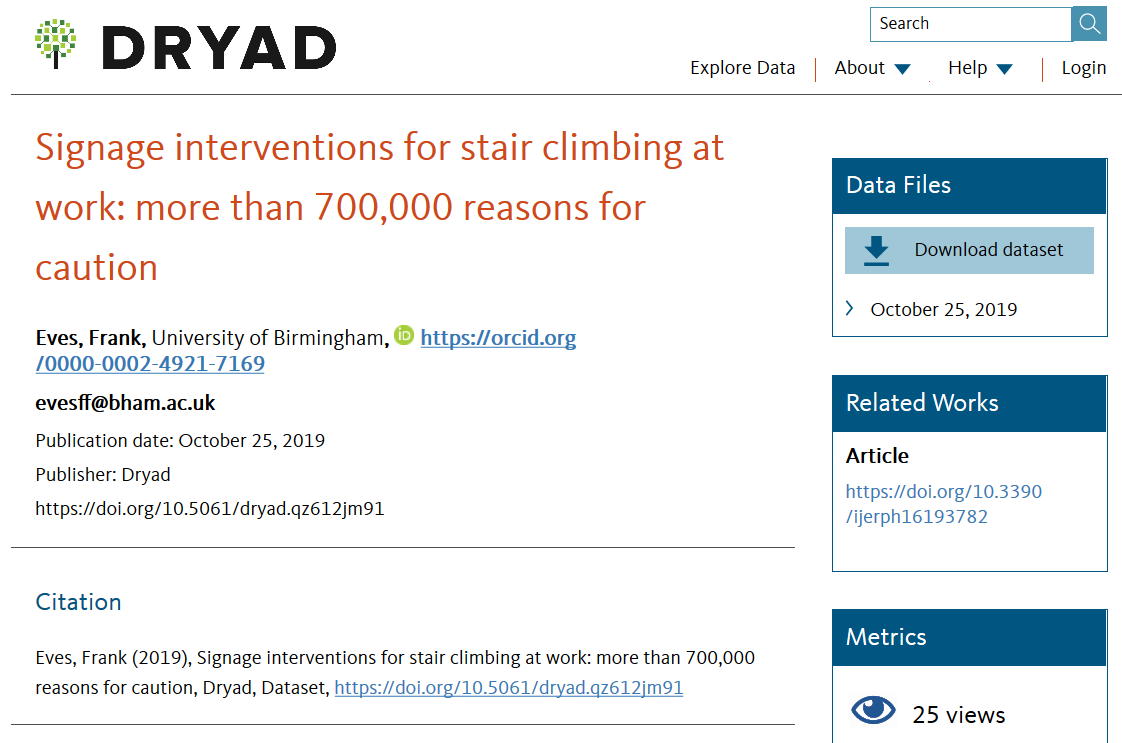 DRYAD
Search
Explore Data
About
Help
Login
Signage interventions for stair climbing at
work: more than 700,000 reasons for
caution
Eves, Frank, University of Birmingham, iD https://orcid.org
/0000-0002-4921-7169
evesff@bham.ac.uk
Publication date: October 25, 2019
Publisher: Dryad
https://doi.org/10.5061/dryad.qz612jm91
Citation
Eves, Frank (2019), Signage interventions for stair climbing at work: more than 700,000
reasons for caution, Dryad, Dataset, https://doi.org/10.5061/dryad.qz612jm91
Data Files
Download dataset
October 25, 2019
Related Works
Article
https://doi.org/10.3390
/ijerph16193782
Metrics
25 views